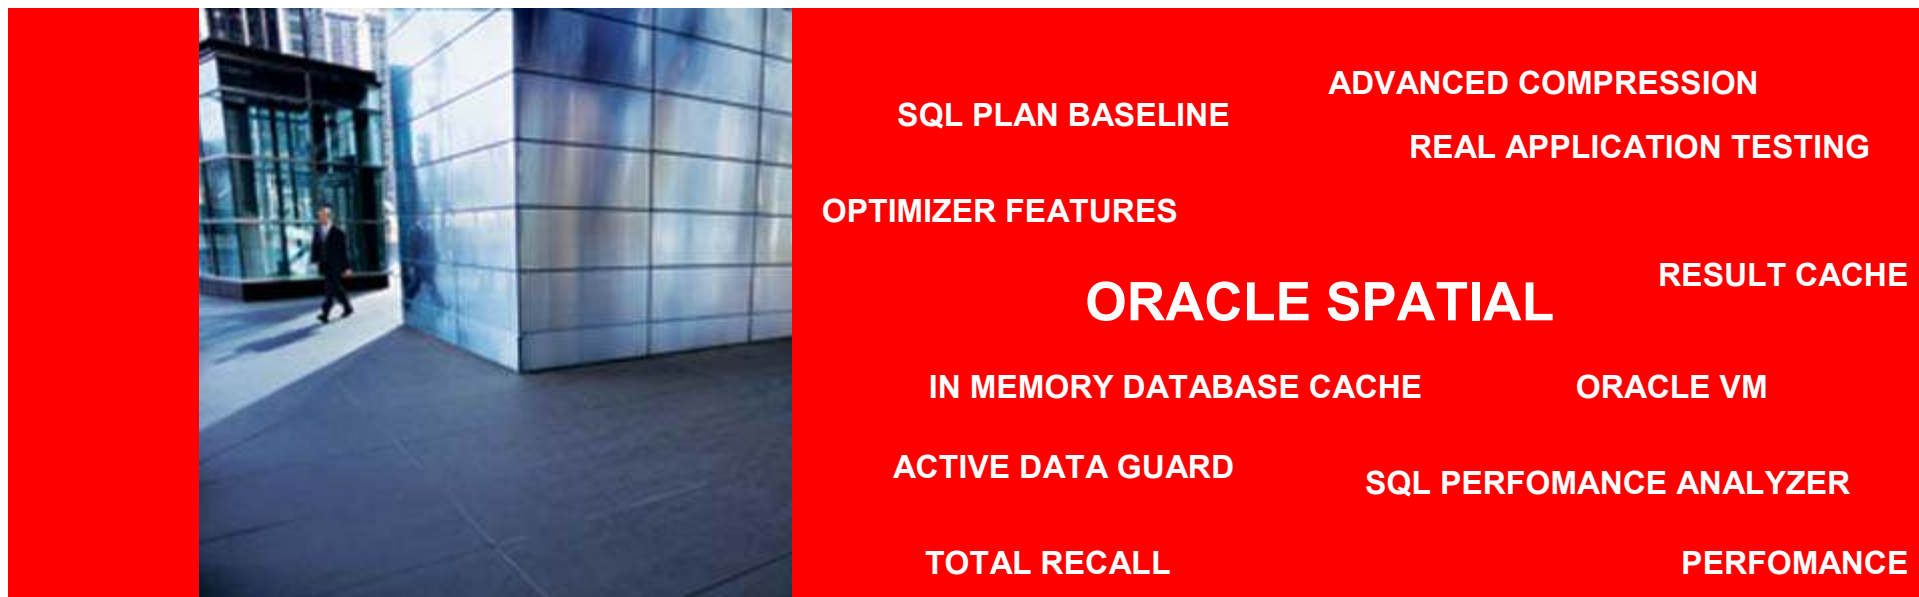 ADVANCED COMPRESSION
SQL PLAN BASELINE
REAL APPLICATION TESTING
OPTIMIZER FEATURES
RESULT CACHE
ORACLE SPATIAL
IN MEMORY DATABASE CACHE
ORACLE VM
ACTIVE DATA GUARD
SQL PERFOMANCE ANALYZER
TOTAL RECALL
PERFOMANCE